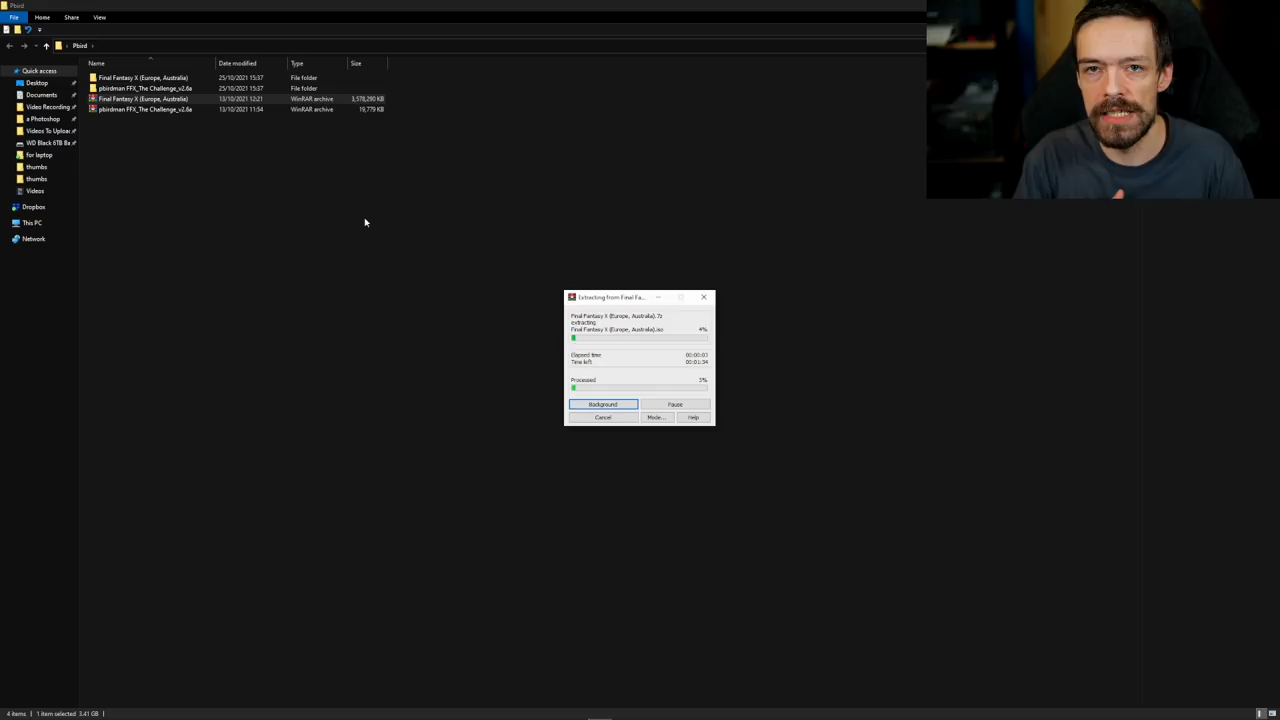 Pbird
File Home Share View
Pbird
Name Date modified Type Size
Quick access
Desktop
Documents
Video Recording
a Photoshop
Videos To Uploa
WD Black 6TB Ba
for laptop
thumbs
thumbs
Videos
Dropbox
This PC
Network
Final Fantasy X (Europe, Australia) 25/10/2021 15:37 File folder
pbirdman FFX_The Challenge_v2.6a 25/10/2021 15:37 File folder
Final Fantasy X (Europe, Australia) 13/10/2021 12:21 WinRAR archive 3,578,290 KB
pbirdman FFX_The Challenge_v2.6a 13/10/2021 11:54 WinRAR archive 19,779 KB
Extracting from Final Fa...
Final Fantasy X (Europe, Australia).7z
extracting
Final Fantasy X (Europe, Australia).iso 4%
Elapsed time 00:00:03
Time left 00:01:34
Processed 3%
Background Pause
Cancel Mode... Help
4 items 1 item selected 3.41 GB